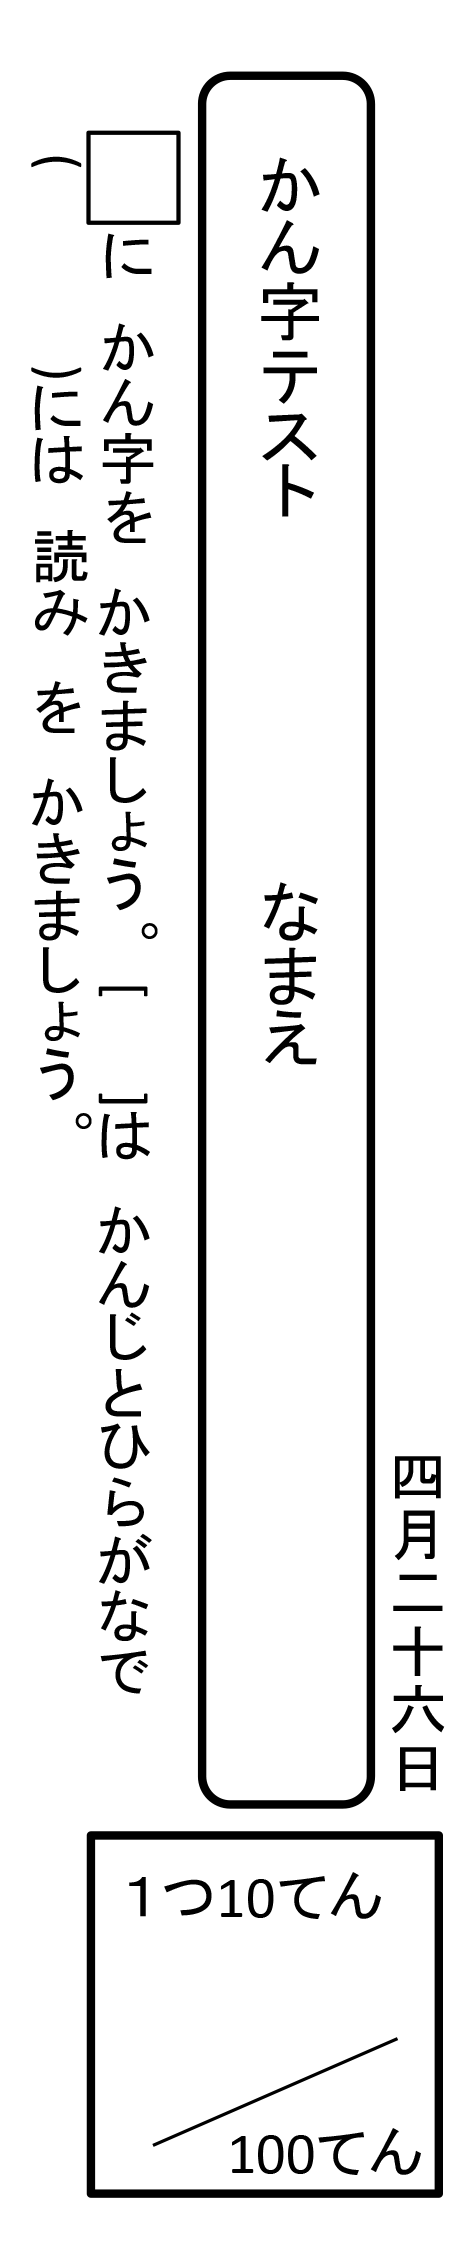 四月二十六日
かん字テスト　　　なまえ
□に　かん字を　かきましょう。[　　]は　かんじとひらがなで
(　　　)には　読み　を　かきましょう。
１つ10てん
／
100てん